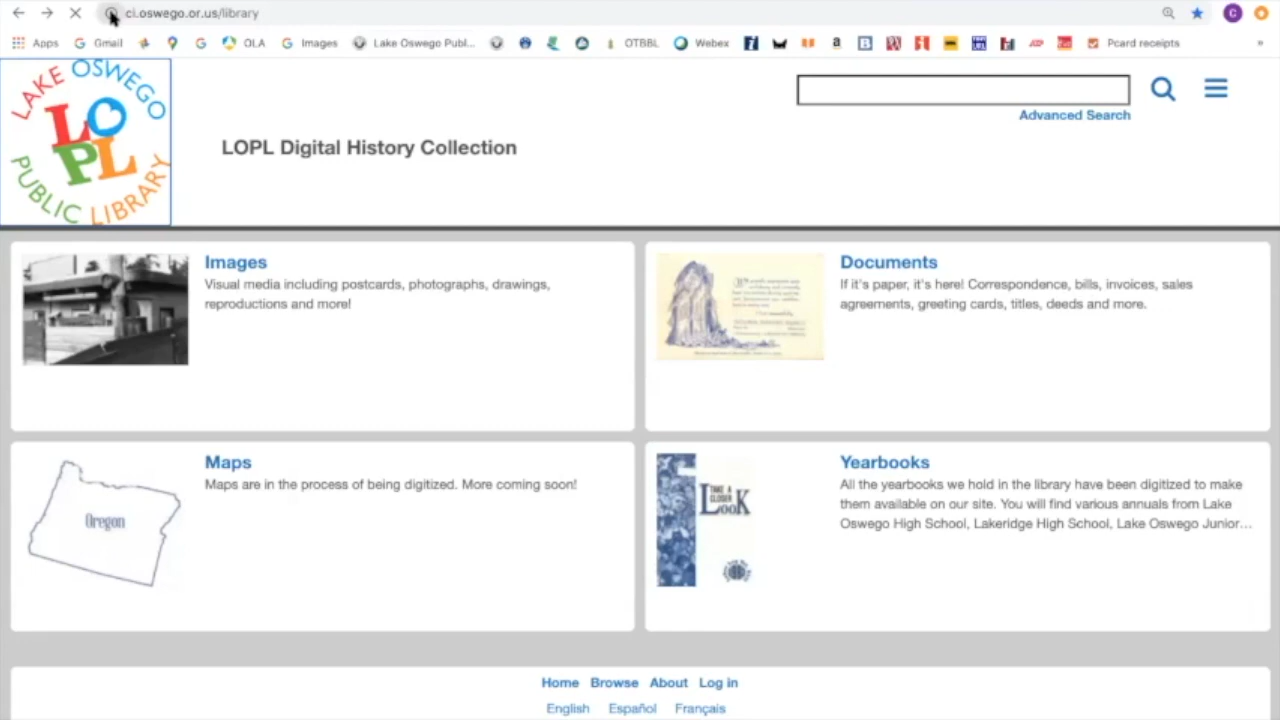 ci.oswego.or.us/library
Apps Gmail OLA Images Lake Oswego Publ... OTBBL Webex Pcard receipts »
LAKE OSWEGO
LO
PL
PUBLIC LIBRARY
Advanced Search
LOPL Digital History Collection
Images
Visual media including postcards, photographs, drawings,
reproductions and more!
Documents
If it's paper, it's here! Correspondence, bills, invoices, sales
agreements, greeting cards, titles, deeds and more.
Maps
Maps are in the process of being digitized. More coming soon!
Oregon
Yearbooks
All the yearbooks we hold in the library have been digitized to make
them available on our site. You will find various annuals from Lake
Oswego High School, Lakeridge High School, Lake Oswego Junior...
TAKE A
CLOSER
LOOK
Home Browse About Log in
English Español Français